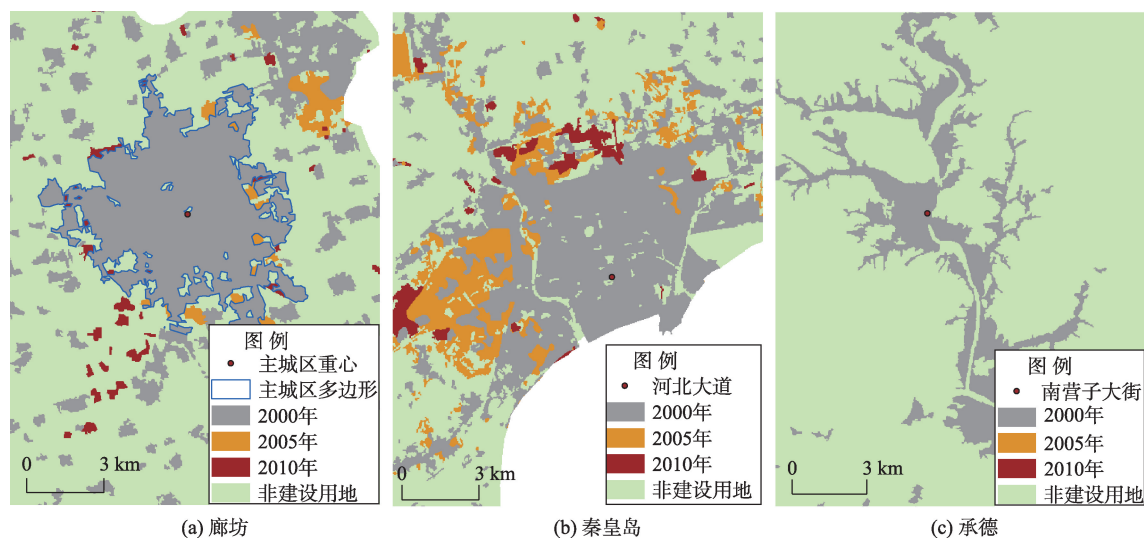 图 例
主城区重心
主城区多边形
2000年
2005年
2010年
非建设用地
0 3 km
(a) 廊坊
图 例
河北大道
2000年
2005年
2010年
非建设用地
0 3 km
(b) 秦皇岛
图 例
南营子大街
2000年
2005年
2010年
非建设用地
0 3 km
(c) 承德